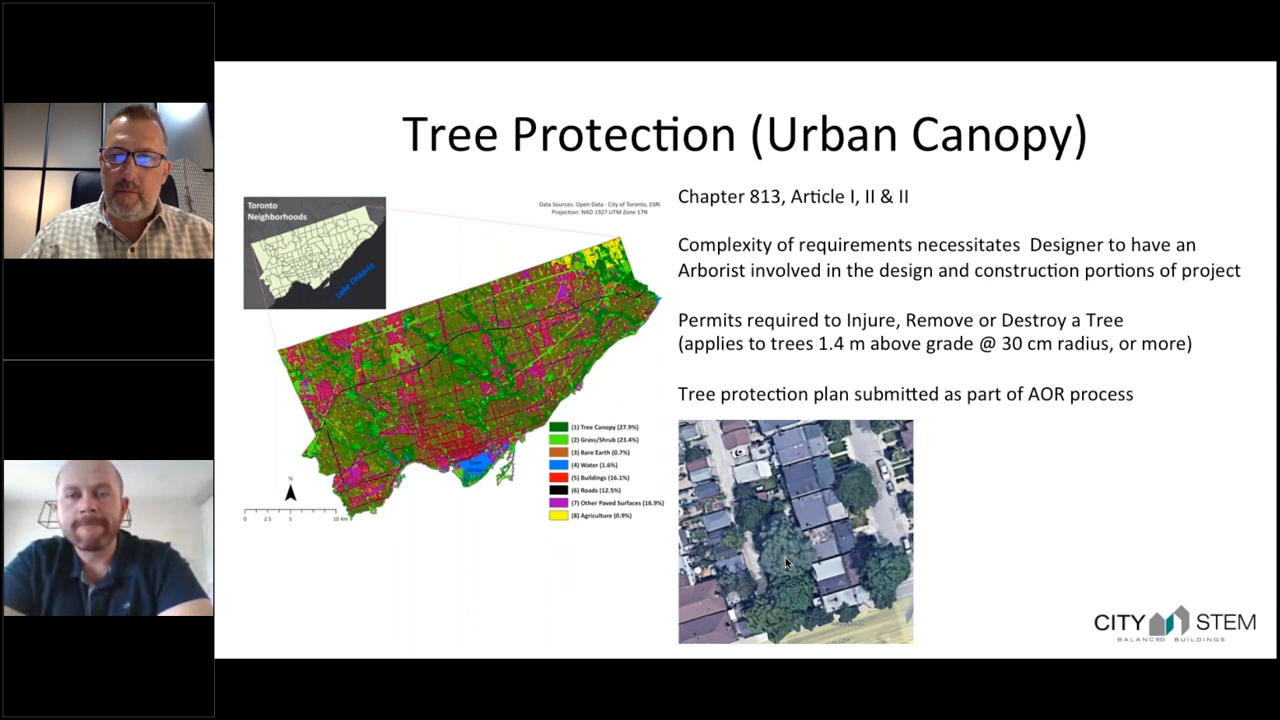 Tree Protection (Urban Canopy)
Toronto
Neighborhoods
Lake Ontario
Data Sources: Open Data - City of Toronto, ESRI
Projection: NAD 1927 UTM Zone 17N
(1) Tree Canopy (27.9%)
(2) Grass/Shrub (23.4%)
(3) Bare Earth (0.7%)
(4) Water (1.6%)
(5) Buildings (16.1%)
(6) Roads (12.5%)
(7) Other Paved Surfaces (16.9%)
(8) Agriculture (0.9%)
N
0 2.5 5 10 Km
Chapter 813, Article I, II & II
Complexity of requirements necessitates  Designer to have an
Arborist involved in the design and construction portions of project
Permits required to Injure, Remove or Destroy a Tree
(applies to trees 1.4 m above grade @ 30 cm radius, or more)
Tree protection plan submitted as part of AOR process
CITY STEM
BALANCED BUILDINGS